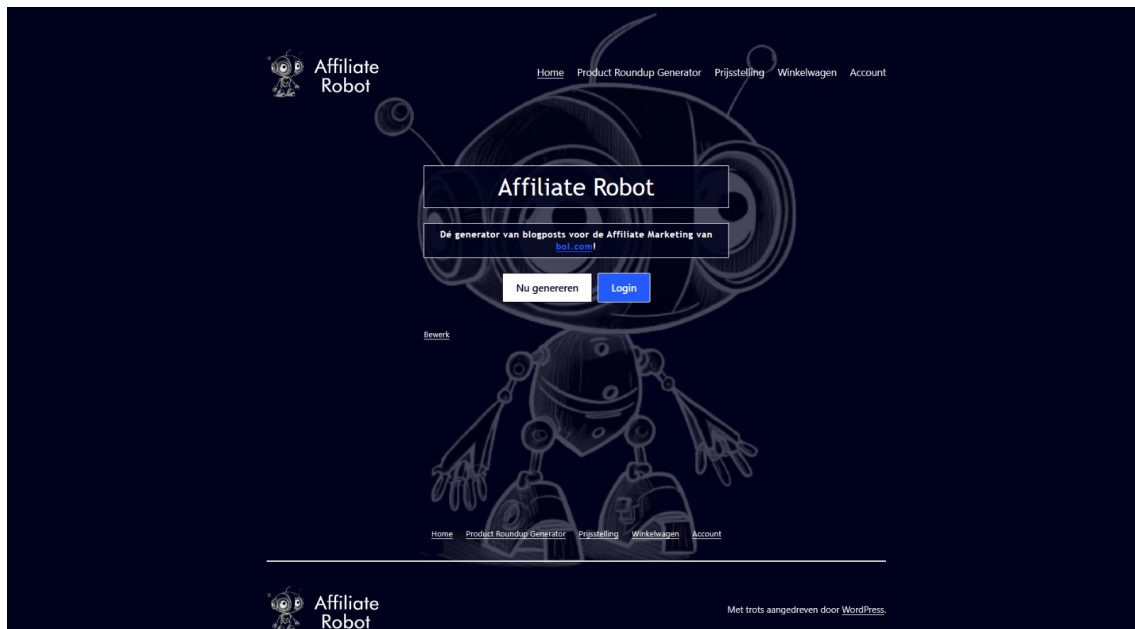 Affiliate
Robot
Home Product Roundup Generator Prijsstelling Winkelwagen Account
Affiliate Robot
Dé generator van blogposts voor de Affiliate Marketing van
bol.com!
Nu genereren Login
Bewerk
Home Product Roundup Generator Prijsstelling Winkelwagen Account
Affiliate
Robot
Met trots aangedreven door WordPress.